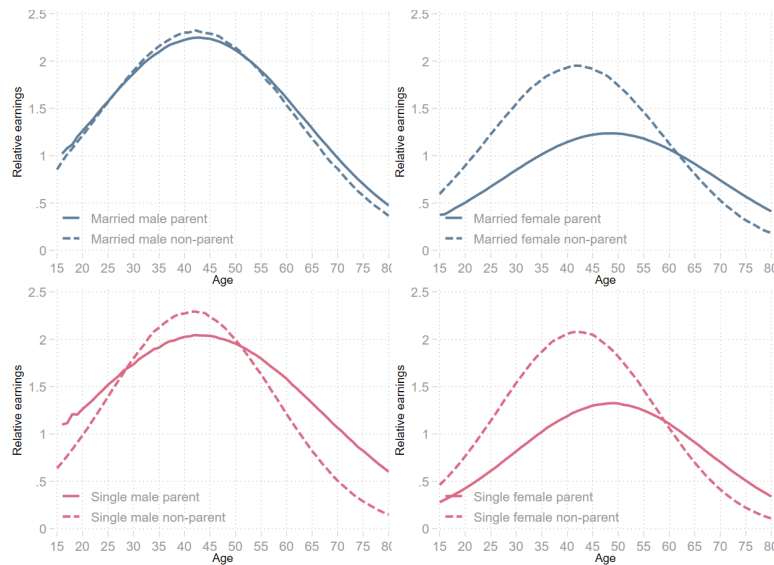 2.5
2
1.5
1
.5
0
Relative earnings
Married male parent
Married male non-parent
15 20 25 30 35 40 45 50 55 60 65 70 75 80
Age
2.5
2
1.5
1
.5
0
Relative earnings
Married female parent
Married female non-parent
15 20 25 30 35 40 45 50 55 60 65 70 75 80
Age
2.5
2
1.5
1
.5
0
Relative earnings
Single male parent
Single male non-parent
15 20 25 30 35 40 45 50 55 60 65 70 75 80
Age
2.5
2
1.5
1
.5
0
Relative earnings
Single female parent
Single female non-parent
15 20 25 30 35 40 45 50 55 60 65 70 75 80
Age